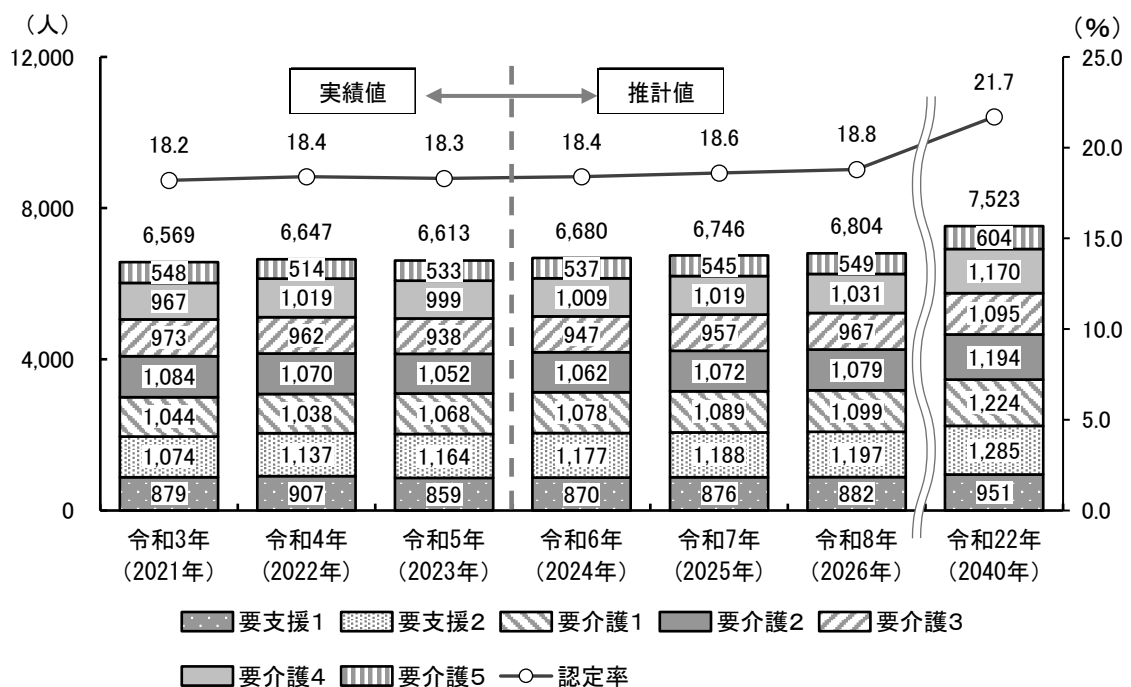 （人）
（%）
12,000
8,000
4,000
0
25.0
20.0
15.0
10.0
5.0
0.0
実績値
推計値
18.2 18.4 18.3 18.4 18.6 18.8 21.7
6,569 6,647 6,613 6,680 6,746 6,804 7,523
548 514 533 537 545 549 604
967 1,019 999 1,009 1,019 1,031 1,170
973 962 938 947 957 967 1,095
1,084 1,070 1,052 1,062 1,072 1,079 1,194
1,044 1,038 1,068 1,078 1,089 1,099 1,224
1,074 1,137 1,164 1,177 1,188 1,197 1,285
879 907 859 870 876 882 951
令和3年 令和4年 令和5年 令和6年 令和7年 令和8年 令和22年
（2021年） （2022年） （2023年） （2024年） （2025年） （2026年） （2040年）
要支援1 要支援2 要介護1 要介護2 要介護3
要介護4 要介護5 認定率